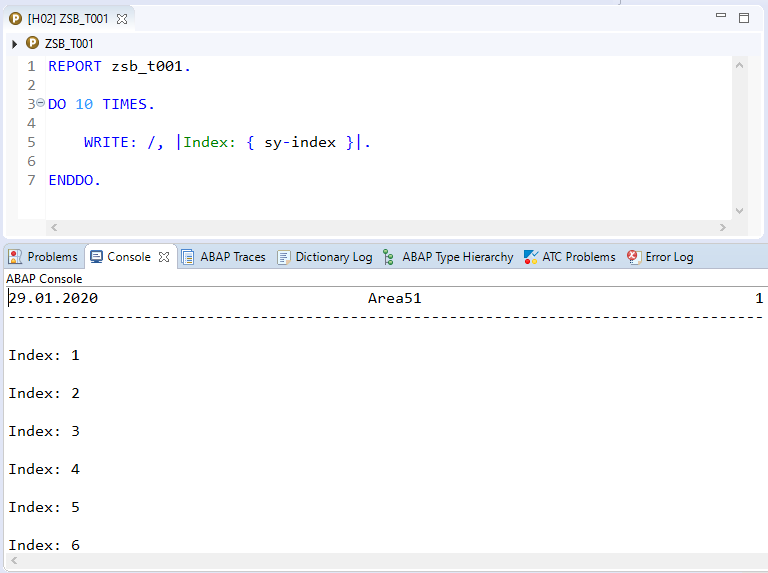 [H02] ZSB_T001
ZSB_T001
1 REPORT zsb_t001.
2
3 DO 10 TIMES.
4
5 WRITE: /, |Index: { sy-index }|.
6
7 ENDDO.
Problems Console ABAP Traces Dictionary Log ABAP Type Hierarchy ATC Problems Error Log
ABAP Console
29.01.2020 Area51 1
------------------------------------------------------------------------------------
Index: 1
Index: 2
Index: 3
Index: 4
Index: 5
Index: 6